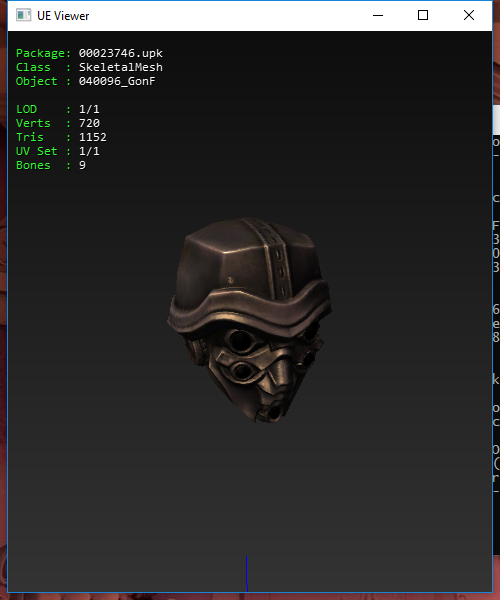 UE Viewer
Package: 00023746.upk
Class : SkeletalMesh
Object : 040096_GonF
LOD : 1/1
Verts : 720
Tris : 1152
UV Set : 1/1
Bones : 9